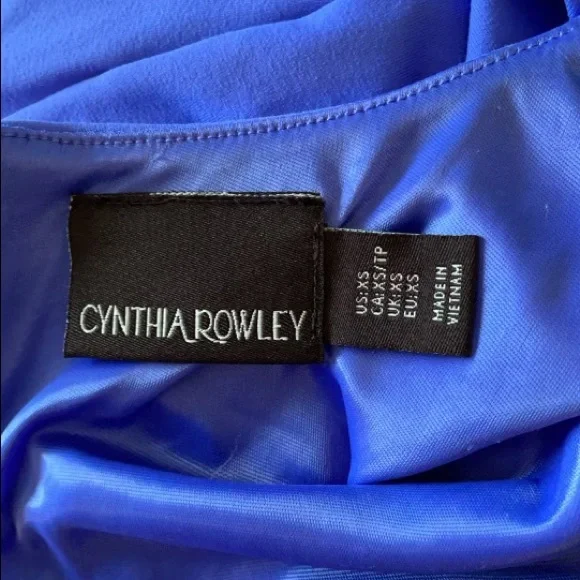 CYNTHIA ROWLEY
US:XS
CA:XS/TP
UK:XS
EU:XS
MADE IN
VIETNAM